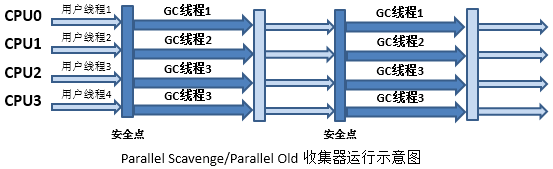 CPU0 用户线程1 GC线程1 GC线程1
CPU1 用户线程2 GC线程2 GC线程2
CPU2 用户线程3 GC线程3 GC线程3
CPU3 用户线程4 GC线程3 GC线程3
安全点 安全点
Parallel Scavenge/Parallel Old 收集器运行示意图